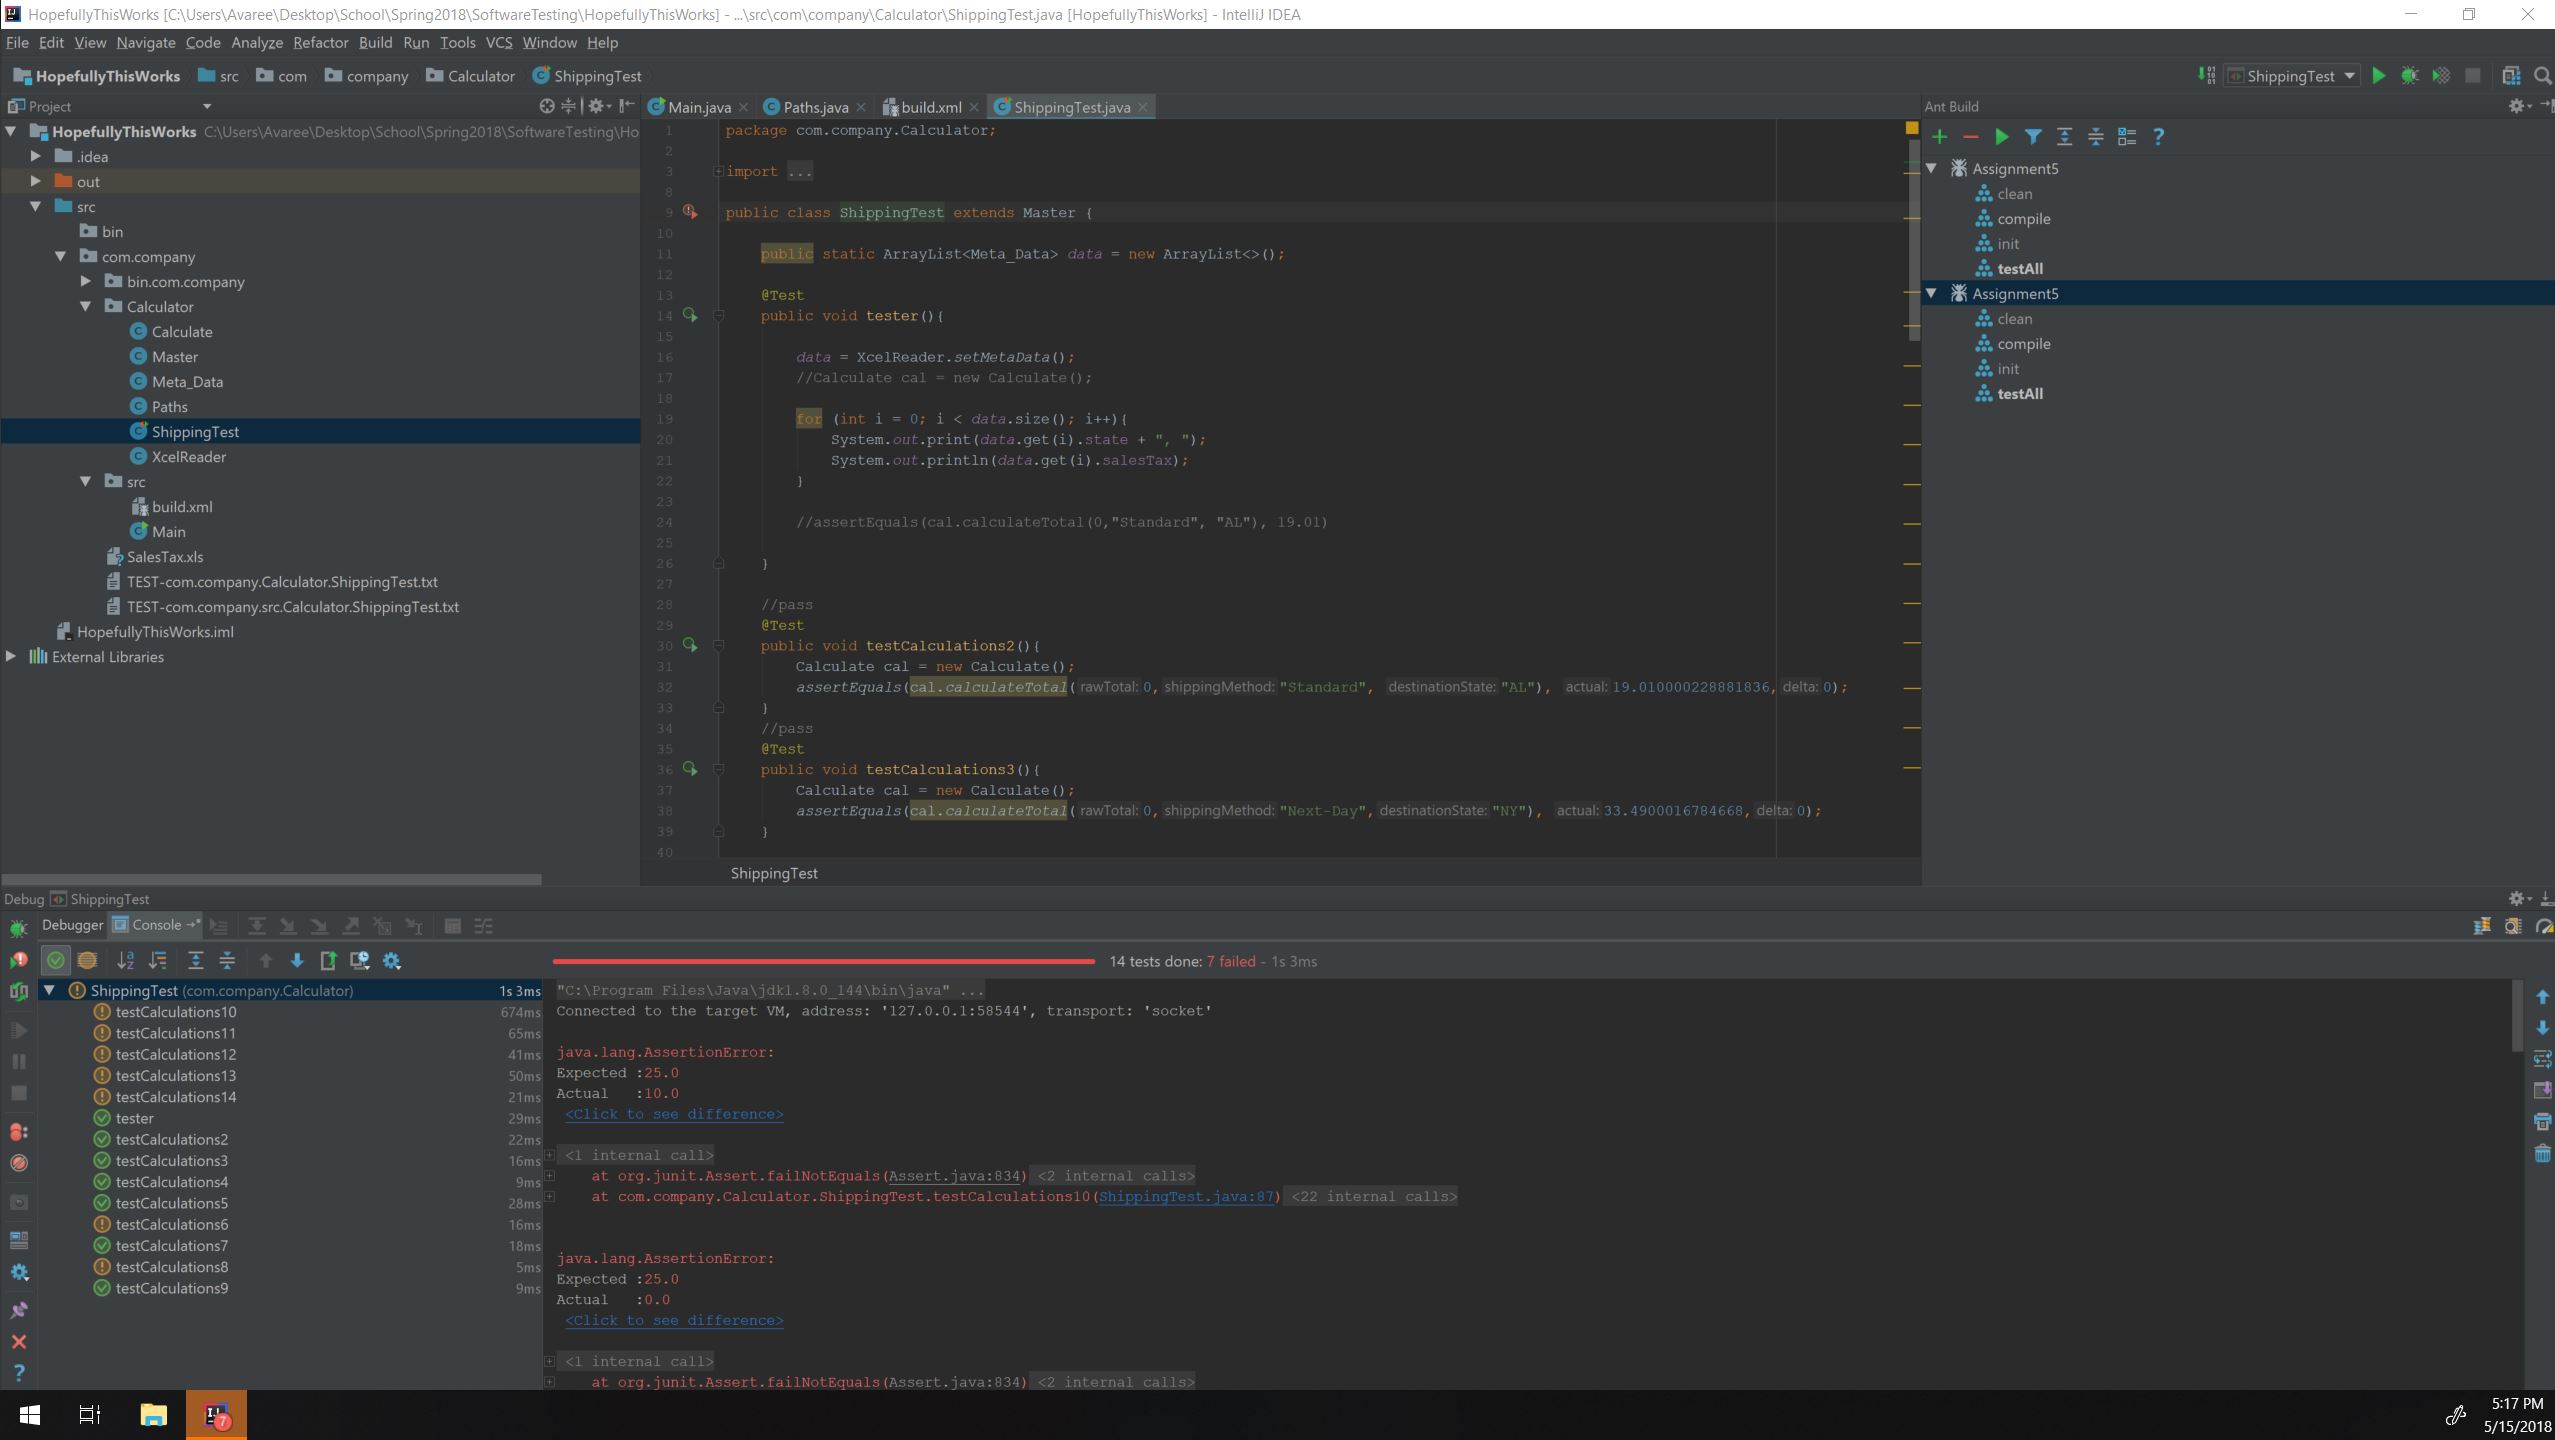 HopefullyThisWorks [C:\Users\Avaree\Desktop\School\Spring2018\SoftwareTesting\HopefullyThisWorks] - ...\src\com\company\Calculator\ShippingTest.java [HopefullyThisWorks] - IntelliJ IDEA
File Edit View Navigate Code Analyze Refactor Build Run Tools VCS Window Help
HopefullyThisWorks src com company Calculator ShippingTest
ShippingTest
Project
HopefullyThisWorks C:\Users\Avaree\Desktop\School\Spring2018\SoftwareTesting\Ho
.idea
out
src
bin
com.company
bin.com.company
Calculator
Calculate
Master
Meta_Data
Paths
ShippingTest
XcelReader
src
build.xml
Main
SalesTax.xls
TEST-com.company.Calculator.ShippingTest.txt
TEST-com.company.src.Calculator.ShippingTest.txt
HopefullyThisWorks.iml
External Libraries
Main.java Paths.java build.xml ShippingTest.java
1 package com.company.Calculator;
2
3 import ...
8
9 public class ShippingTest extends Master {
10
11 public static ArrayList<Meta_Data> data = new ArrayList<>();
12
13 @Test
14 public void tester(){
15
16 data = XcelReader.setMetaData();
17 //Calculate cal = new Calculate();
18
19 for (int i = 0; i < data.size(); i++){
20 System.out.print(data.get(i).state + ", ");
21 System.out.println(data.get(i).salesTax);
22 }
23
24 //assertEquals(cal.calculateTotal(0,"Standard", "AL"), 19.01)
25
26 }
27
28 //pass
29 @Test
30 public void testCalculations2(){
31 Calculate cal = new Calculate();
32 assertEquals(cal.calculateTotal( rawTotal: 0, shippingMethod: "Standard", destinationState: "AL"), actual: 19.010000228881836, delta: 0);
33 }
34 //pass
35 @Test
36 public void testCalculations3(){
37 Calculate cal = new Calculate();
38 assertEquals(cal.calculateTotal( rawTotal: 0, shippingMethod: "Next-Day", destinationState: "NY"), actual: 33.4900016784668, delta: 0);
39 }
40
ShippingTest
Ant Build
Assignment5
clean
compile
init
testAll
Assignment5
clean
compile
init
testAll
Debug ShippingTest
Debugger Console
14 tests done: 7 failed - 1s 3ms
ShippingTest (com.company.Calculator) 1s 3ms
testCalculations10 674ms
testCalculations11 65ms
testCalculations12 41ms
testCalculations13 50ms
testCalculations14 21ms
tester 29ms
testCalculations2 22ms
testCalculations3 16ms
testCalculations4 9ms
testCalculations5 28ms
testCalculations6 16ms
testCalculations7 18ms
testCalculations8 5ms
testCalculations9 9ms
"C:\Program Files\Java\jdk1.8.0_144\bin\java" ...
Connected to the target VM, address: '127.0.0.1:58544', transport: 'socket'
java.lang.AssertionError:
Expected :25.0
Actual :10.0
<Click to see difference>
<1 internal call>
at org.junit.Assert.failNotEquals(Assert.java:834) <2 internal calls>
at com.company.Calculator.ShippingTest.testCalculations10(ShippingTest.java:87) <22 internal calls>
java.lang.AssertionError:
Expected :25.0
Actual :0.0
<Click to see difference>
<1 internal call>
at org.junit.Assert.failNotEquals(Assert.java:834) <2 internal calls>
7
5:17 PM
5/15/2018